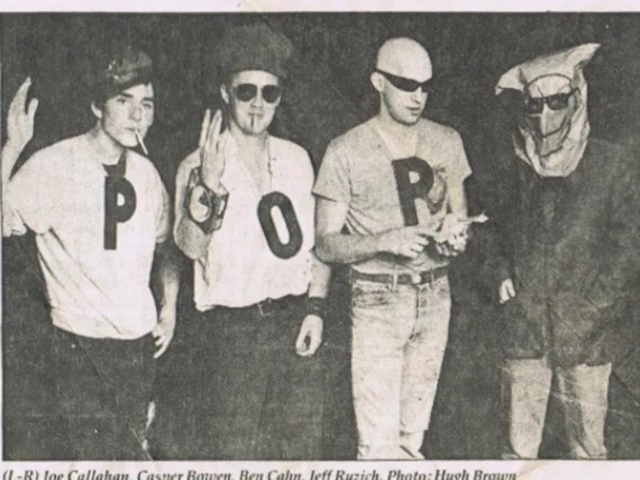 P
O
P
(L-R) Joe Callahan, Casper Bowen, Ben Cahn, Jeff Ruzich. Photo: Hugh Brown